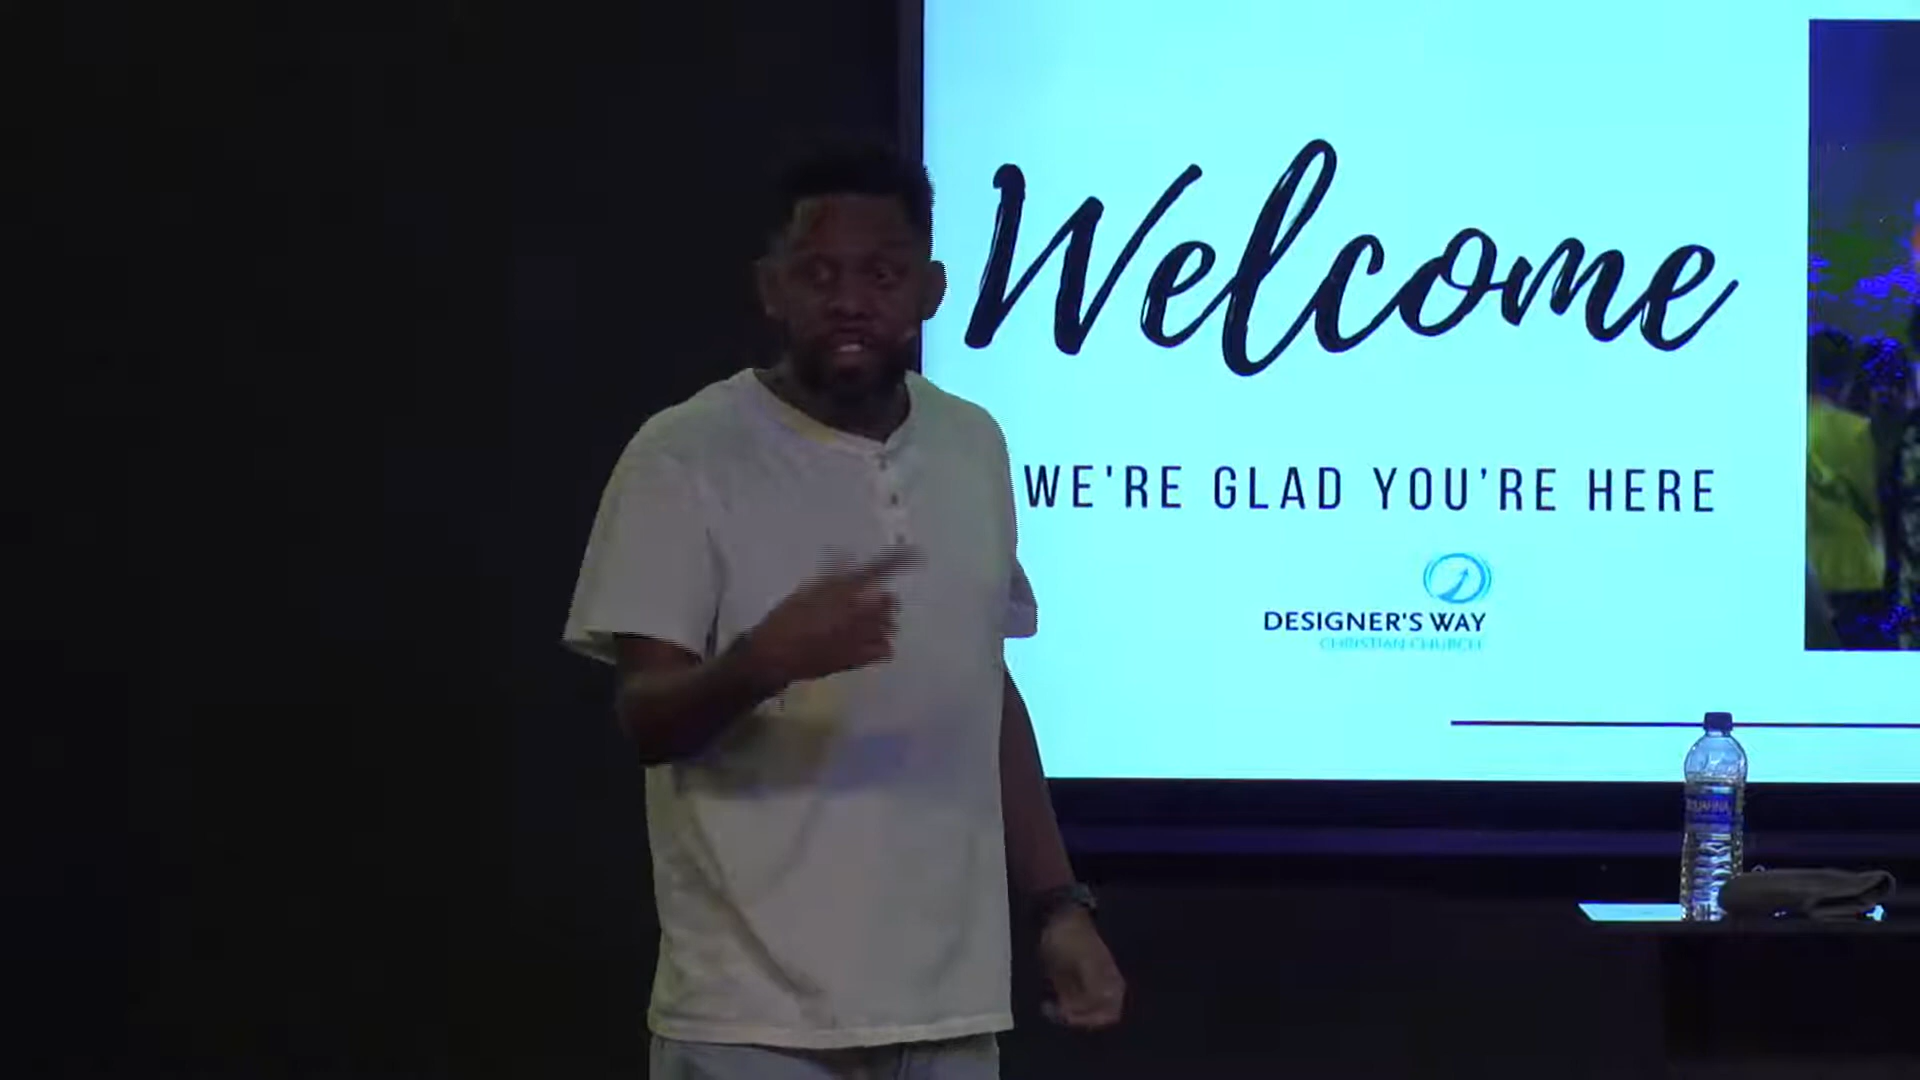 Welcome
WE'RE GLAD YOU'RE HERE
DESIGNER'S WAY
CHRISTIAN CHURCH